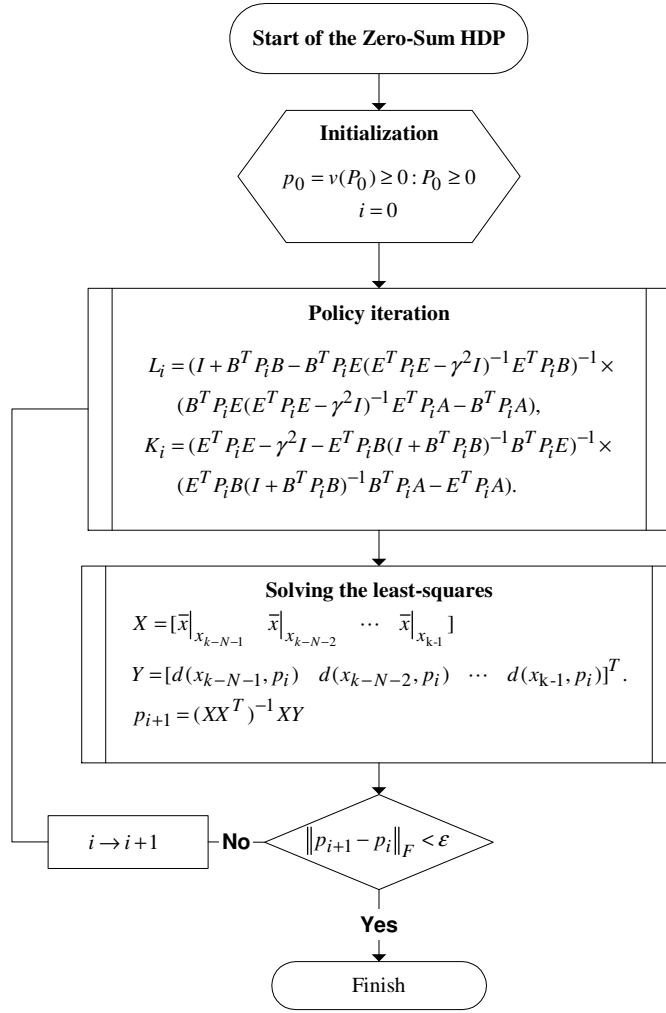 Start of the Zero-Sum HDP
Initialization
p_0 = v(P_0) ≥ 0 : P_0 ≥ 0
i = 0
Policy iteration
L_i = (I + B^T P_i B − B^T P_i E(E^T P_i E − γ^2 I)^{−1} E^T P_i B)^{−1} ×
(B^T P_i E(E^T P_i E − γ^2 I)^{−1} E^T P_i A − B^T P_i A),
K_i = (E^T P_i E − γ^2 I − E^T P_i B(I + B^T P_i B)^{−1} B^T P_i E)^{−1} ×
(E^T P_i B(I + B^T P_i B)^{−1} B^T P_i A − E^T P_i A).
Solving the least-squares
X = [x̄|_{x_{k−N−1}} x̄|_{x_{k−N−2}} ⋯ x̄|_{x_{k-1}}]
Y = [d(x_{k−N−1}, p_i) d(x_{k−N−2}, p_i) ⋯ d(x_{k-1}, p_i)]^T.
p_{i+1} = (XX^T)^{−1} XY
i → i+1
No
‖p_{i+1} − p_i‖_F < ε
Yes
Finish